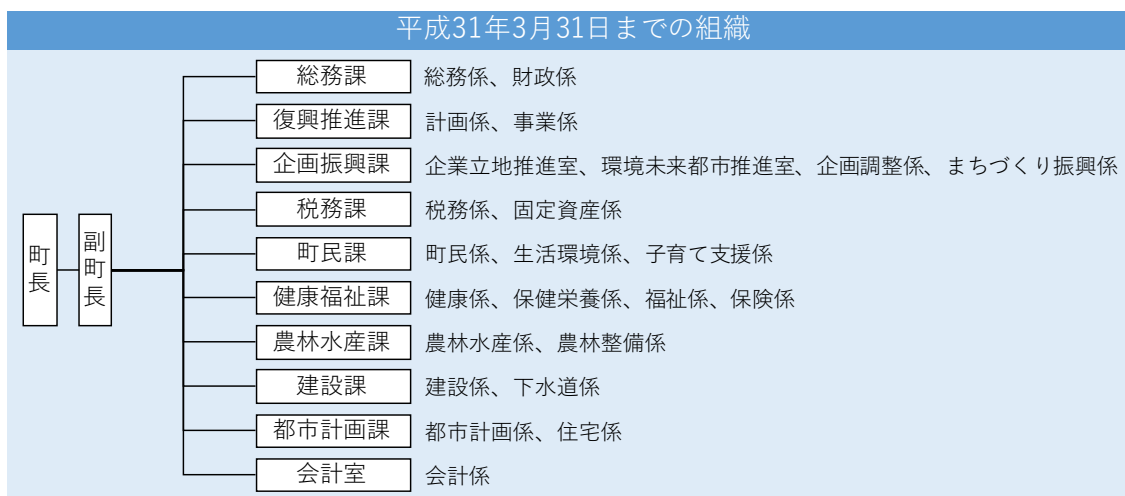 平成31年3月31日までの組織
町長
副町長
総務課 総務係、財政係
復興推進課 計画係、事業係
企画振興課 企業立地推進室、環境未来都市推進室、企画調整係、まちづくり振興係
税務課 税務係、固定資産係
町民課 町民係、生活環境係、子育て支援係
健康福祉課 健康係、保健栄養係、福祉係、保険係
農林水産課 農林水産係、農林整備係
建設課 建設係、下水道係
都市計画課 都市計画係、住宅係
会計室 会計係